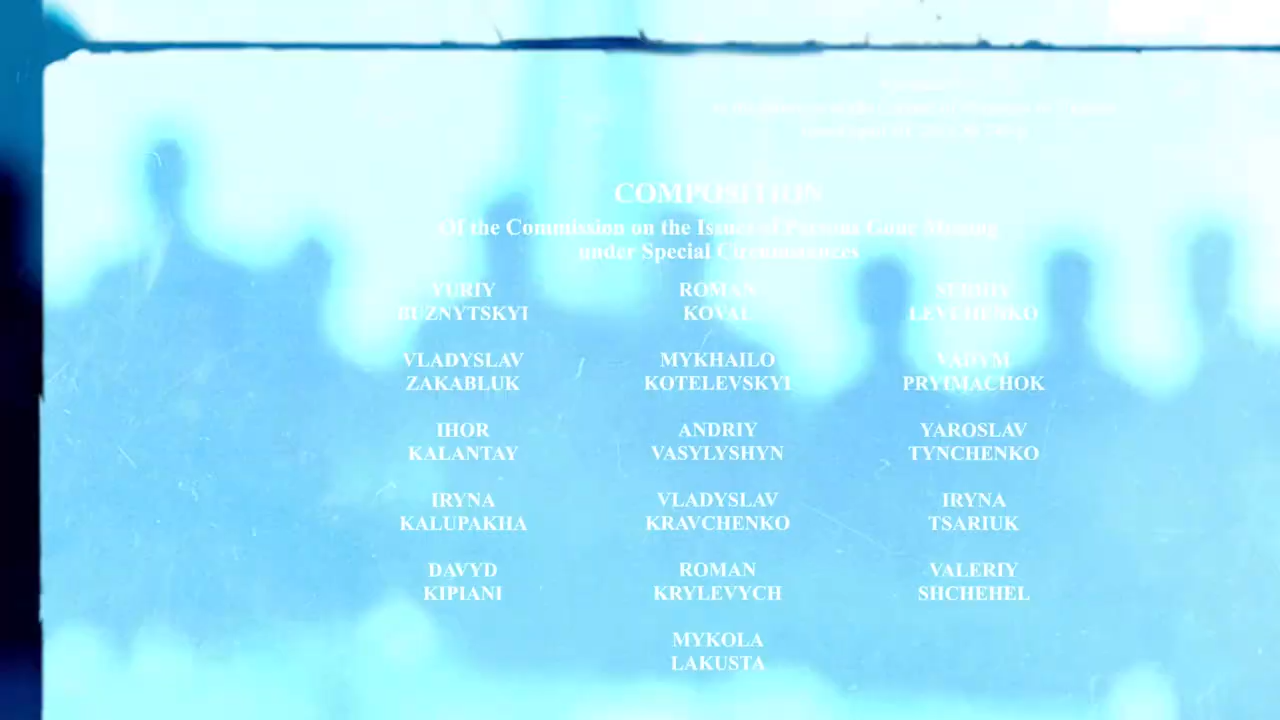 COMPOSITION
Of the Commission on the Issues of Persons Gone Missing
under Special Circumstances
YURIY
BUZNYTSKYI
ROMAN
KOVAL
SERHIY
LEVCHENKO
VLADYSLAV
ZAKABLUK
MYKHAILO
KOTELEVSKYI
VADYM
PRYIMACHOK
IHOR
KALANTAY
ANDRIY
VASYLYSHYN
YAROSLAV
TYNCHENKO
IRYNA
KALUPAKHA
VLADYSLAV
KRAVCHENKO
IRYNA
TSARIUK
DAVYD
KIPIANI
ROMAN
KRYLEVYCH
VALERIY
SHCHEHEL
MYKOLA
LAKUSTA